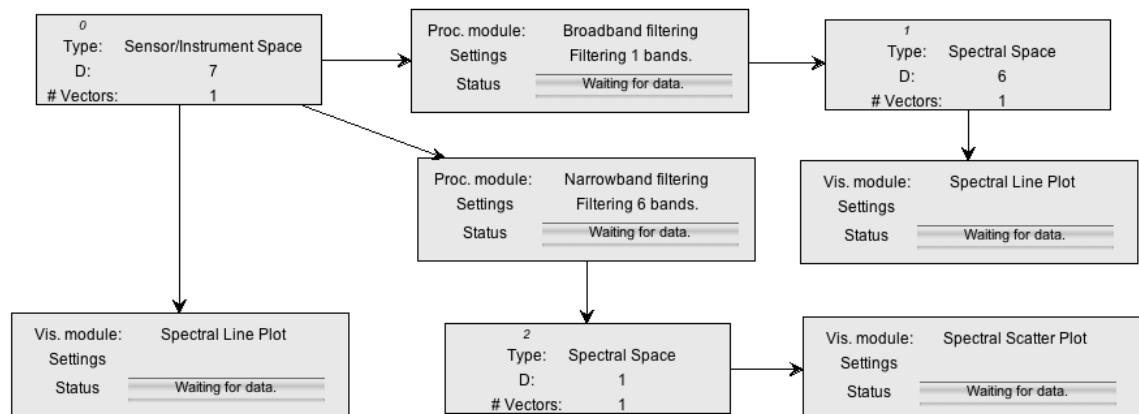 0
Type: Sensor/Instrument Space
D: 7
# Vectors: 1
Proc. module: Broadband filtering
Settings Filtering 1 bands.
Status Waiting for data.
1
Type: Spectral Space
D: 6
# Vectors: 1
Proc. module: Narrowband filtering
Settings Filtering 6 bands.
Status Waiting for data.
Vis. module: Spectral Line Plot
Settings
Status Waiting for data.
Vis. module: Spectral Line Plot
Settings
Status Waiting for data.
2
Type: Spectral Space
D: 1
# Vectors: 1
Vis. module: Spectral Scatter Plot
Settings
Status Waiting for data.